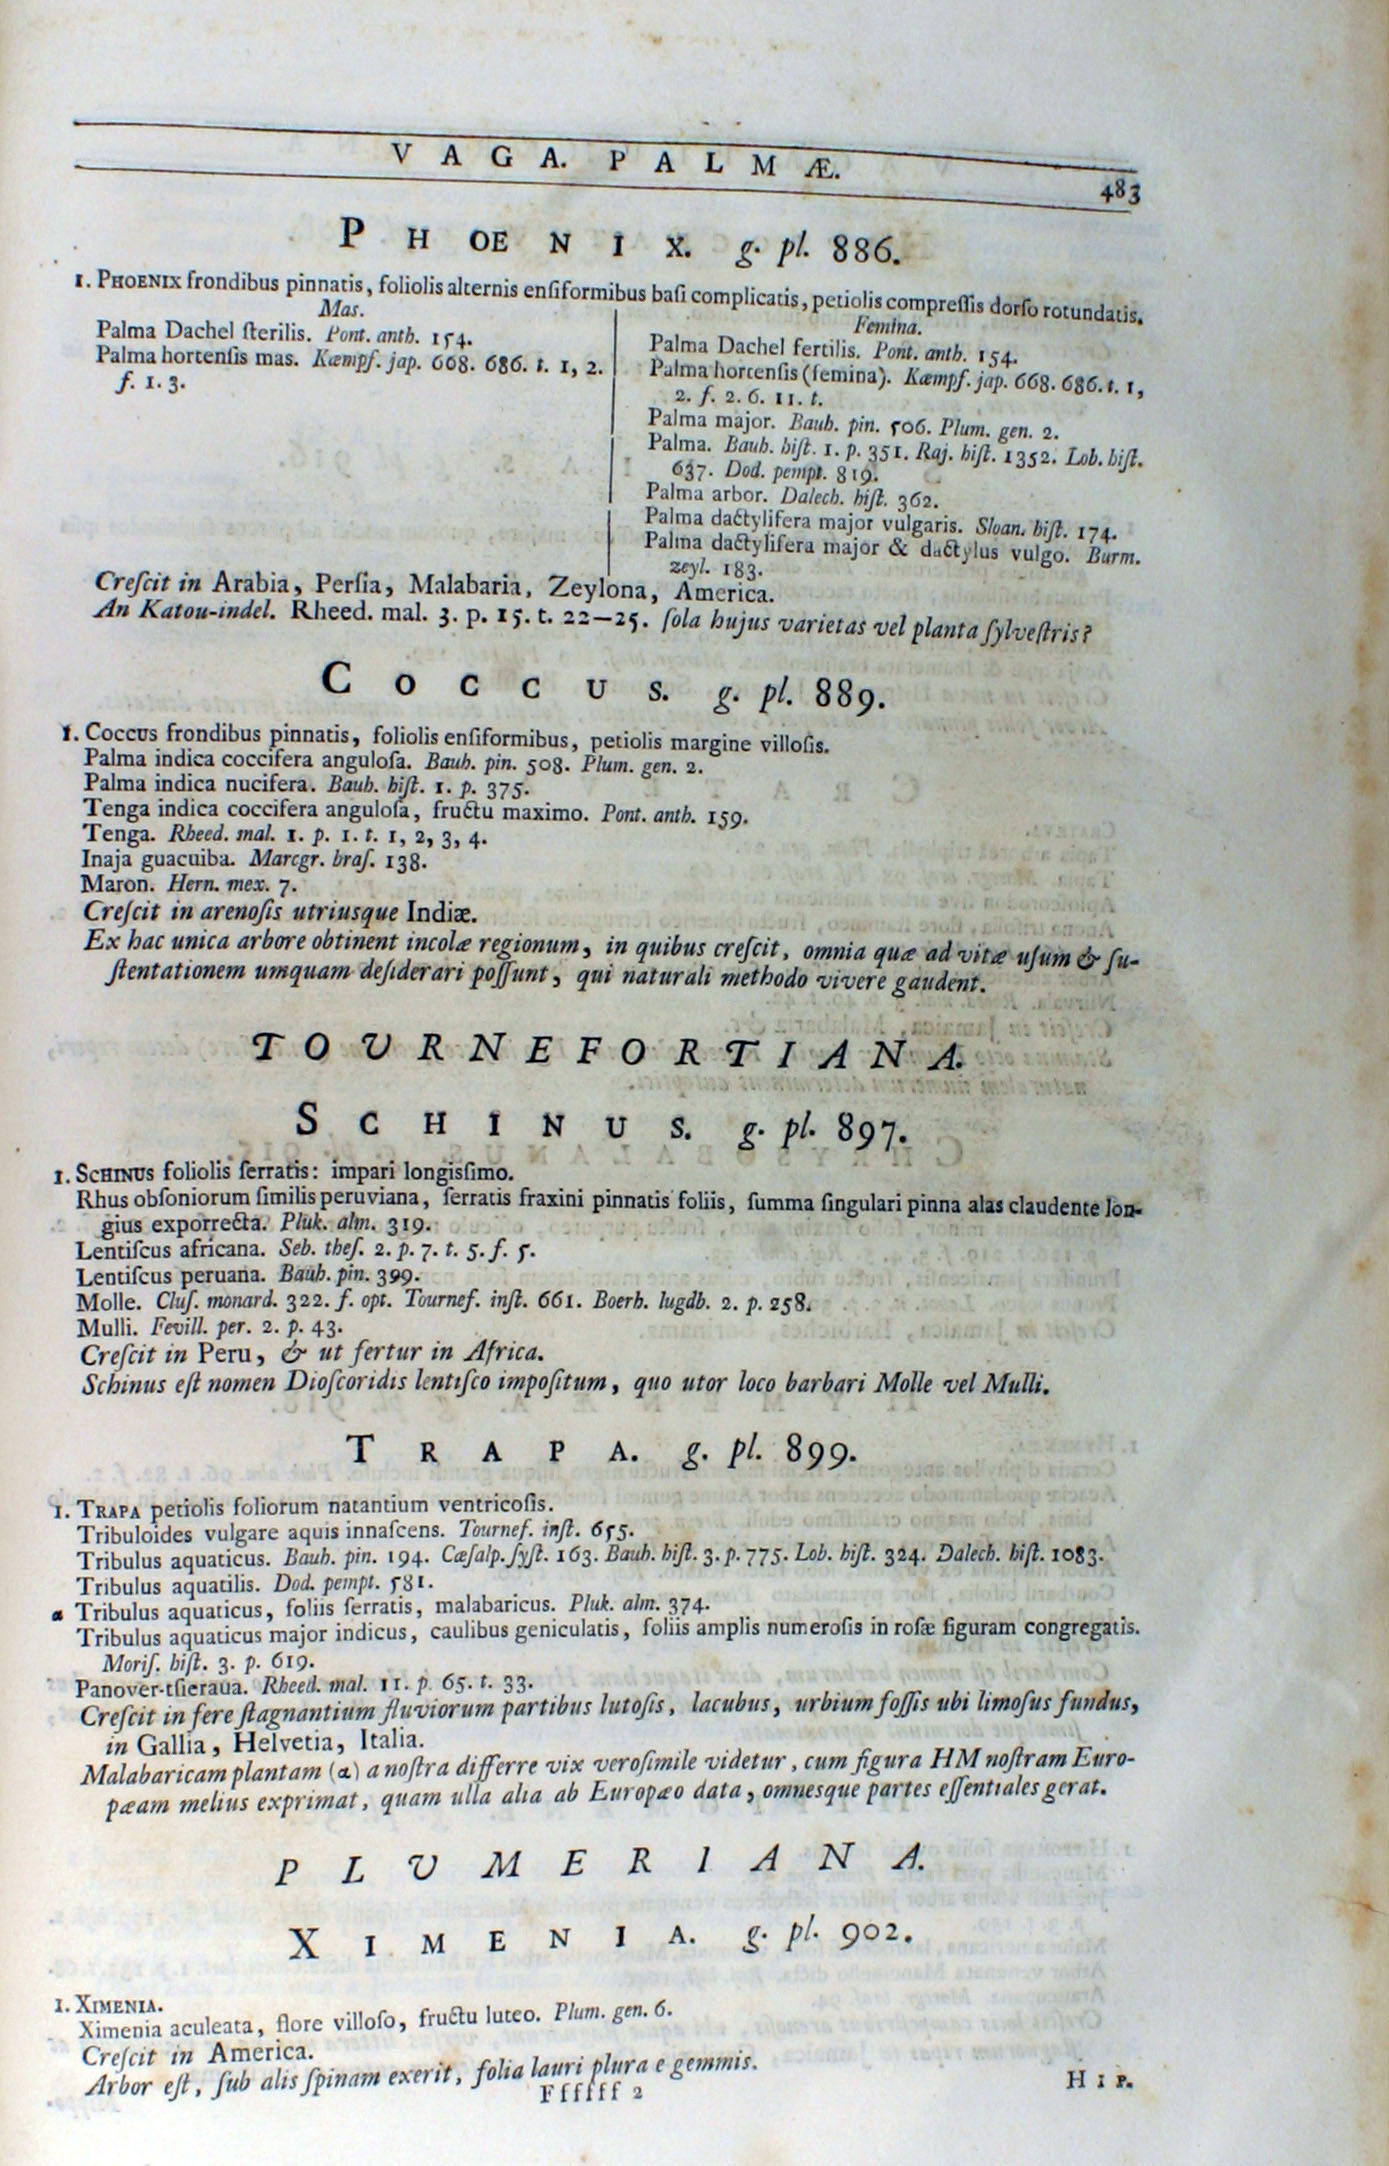 VAGA. PALMÆ.
483
PHOENIX. g. pl. 886.
1. PHOENIX frondibus pinnatis, foliolis alternis enſiformibus baſi complicatis, petiolis compreſſis dorſo rotundatis.
Mas.
Palma Dachel ſterilis. Pont. anth. 154.
Palma hortenſis mas. Kæmpf. jap. 668. 686. t. 1, 2.
f. 1. 3.
Femina.
Palma Dachel fertilis. Pont. anth. 154.
Palma hortenſis (femina). Kæmpf. jap. 668. 686. t. 1,
2. f. 2. 6. 11. t.
Palma major. Bauh. pin. 506. Plum. gen. 2.
Palma. Bauh. hiſt. 1. p. 351. Raj. hiſt. 1352. Lob. hiſt.
637. Dod. pempt. 819.
Palma arbor. Dalech. hiſt. 362.
Palma dactylifera major vulgaris. Sloan. hiſt. 174.
Palma dactylifera major & dactylus vulgo. Burm.
zeyl. 183.
Creſcit in Arabia, Perſia, Malabaria, Zeylona, America.
An Katou-indel. Rheed. mal. 3. p. 15. t. 22—25. ſola hujus varietas vel planta ſylveſtris?
COCCUS. g. pl. 889.
1. COCCUS frondibus pinnatis, foliolis enſiformibus, petiolis margine villoſis.
Palma indica coccifera anguloſa. Bauh. pin. 508. Plum. gen. 2.
Palma indica nucifera. Bauh. hiſt. 1. p. 375.
Tenga indica coccifera anguloſa, fructu maximo. Pont. anth. 159.
Tenga. Rheed. mal. 1. p. 1. t. 1, 2, 3, 4.
Inaja guacuiba. Marcgr. braſ. 138.
Maron. Hern. mex. 7.
Creſcit in arenoſis utriusque Indiæ.
Ex hac unica arbore obtinent incolæ regionum, in quibus creſcit, omnia quæ ad vitæ uſum & ſu-
ſtentationem umquam deſiderari poſſunt, qui naturali methodo vivere gaudent.
TOURNEFORTIANA.
SCHINUS. g. pl. 897.
1. SCHINUS foliolis ſerratis: impari longisſimo.
Rhus obſoniorum ſimilis peruviana, ſerratis fraxini pinnatis foliis, ſumma ſingulari pinna alas claudente lon-
gius exporrecta. Pluk. alm. 319.
Lentiſcus africana. Seb. theſ. 2. p. 7. t. 5. f. 5.
Lentiſcus peruana. Bauh. pin. 399.
Molle. Cluſ. monard. 322. f. opt. Tournef. inſt. 661. Boerh. lugdb. 2. p. 258.
Mulli. Fevill. per. 2. p. 43.
Creſcit in Peru, & ut fertur in Africa.
Schinus eſt nomen Dioſcoridis lentiſco impoſitum, quo utor loco barbari Molle vel Mulli.
TRAPA. g. pl. 899.
1. TRAPA petiolis foliorum natantium ventricoſis.
Tribuloides vulgare aquis innaſcens. Tournef. inſt. 655.
Tribulus aquaticus. Bauh. pin. 194. Cæſalp. ſyſt. 163. Bauh. hiſt. 3. p. 775. Lob. hiſt. 324. Dalech. hiſt. 1083.
Tribulus aquatilis. Dod. pempt. 581.
α Tribulus aquaticus, foliis ſerratis, malabaricus. Pluk. alm. 374.
Tribulus aquaticus major indicus, caulibus geniculatis, foliis amplis numeroſis in roſæ figuram congregatis.
Moriſ. hiſt. 3. p. 619.
Panover-tſieraua. Rheed. mal. 11. p. 65. t. 33.
Creſcit in fere ſtagnantium fluviorum partibus lutoſis, lacubus, urbium foſſis ubi limoſus fundus,
in Gallia, Helvetia, Italia.
Malabaricam plantam (α) a noſtra differre vix veroſimile videtur, cum figura HM noſtram Euro-
pæam melius exprimat, quam ulla alia ab Europæo data, omnesque partes eſſentiales gerat.
PLUMERIANA.
XIMENIA. g. pl. 902.
1. XIMENIA.
Ximenia aculeata, flore villoſo, fructu luteo. Plum. gen. 6.
Creſcit in America.
Arbor eſt, ſub alis ſpinam exerit, folia lauri plura e gemmis.
Ffffff 2
HIP.